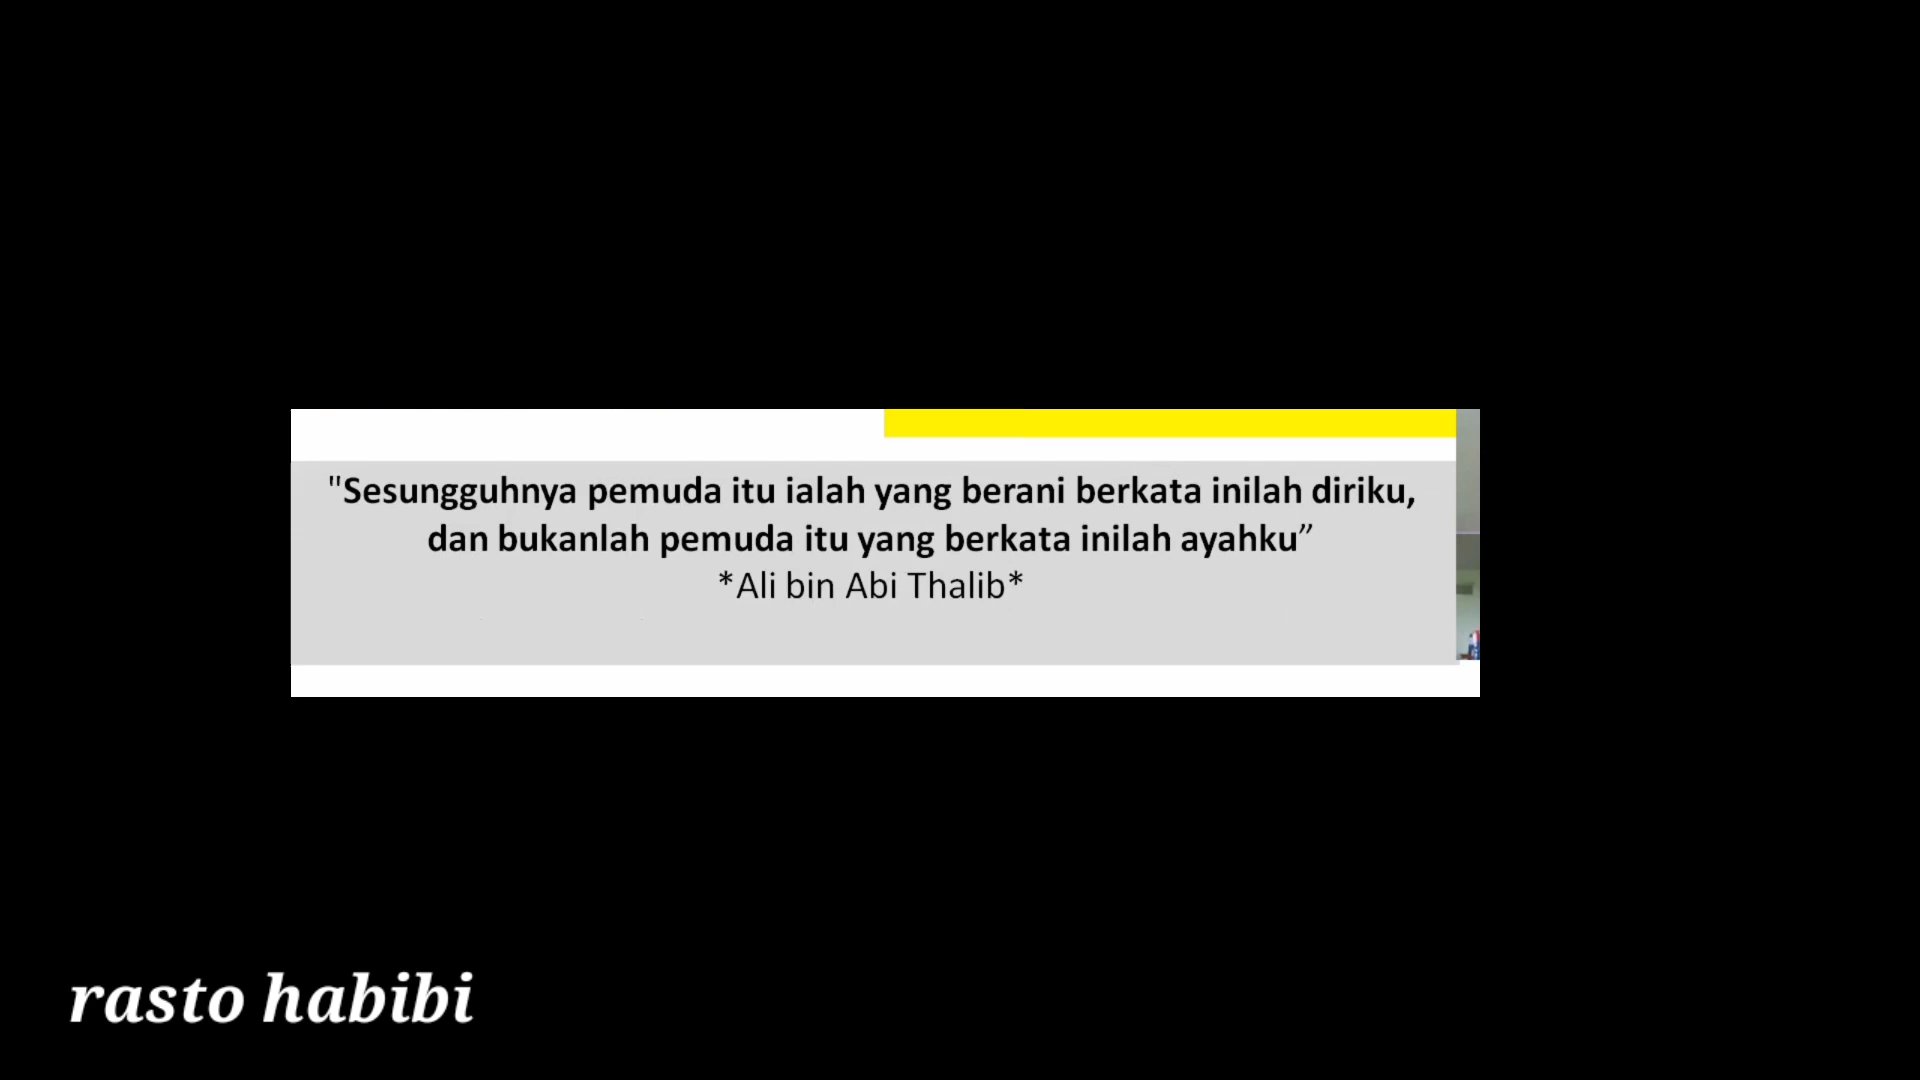 "Sesungguhnya pemuda itu ialah yang berani berkata inilah diriku,
dan bukanlah pemuda itu yang berkata inilah ayahku”
*Ali bin Abi Thalib*
rasto habibi